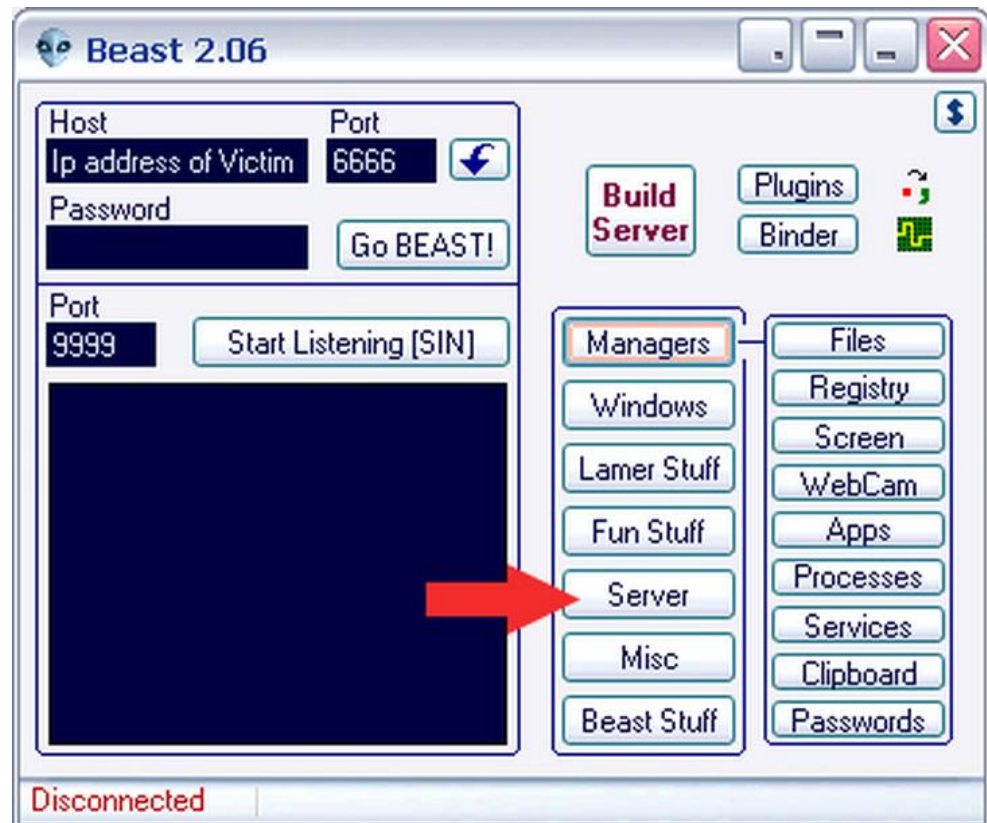 Beast 2.06
Host Port
Ip address of Victim 6666
Password
Go BEAST!
Port
9999 Start Listening [SIN]
Build
Server
Plugins
Binder
Managers
Windows
Lamer Stuff
Fun Stuff
Server
Misc
Beast Stuff
Files
Registry
Screen
WebCam
Apps
Processes
Services
Clipboard
Passwords
Disconnected